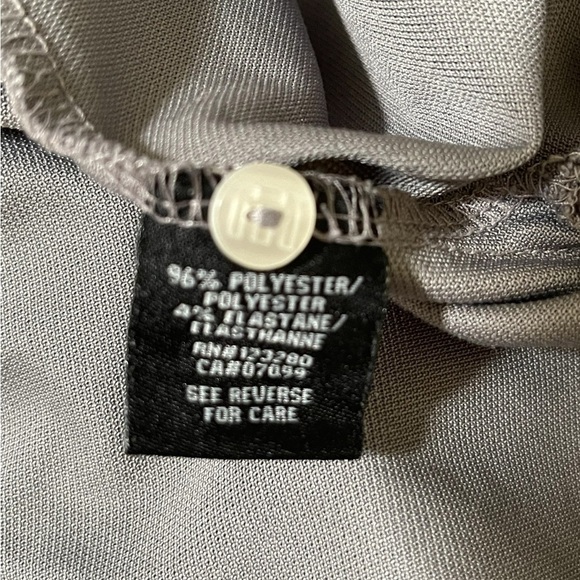 96% POLYESTER/
POLYESTER
4% ELASTANE/
ELASTHANNE
RN#123280
CA#07099
SEE REVERSE
FOR CARE